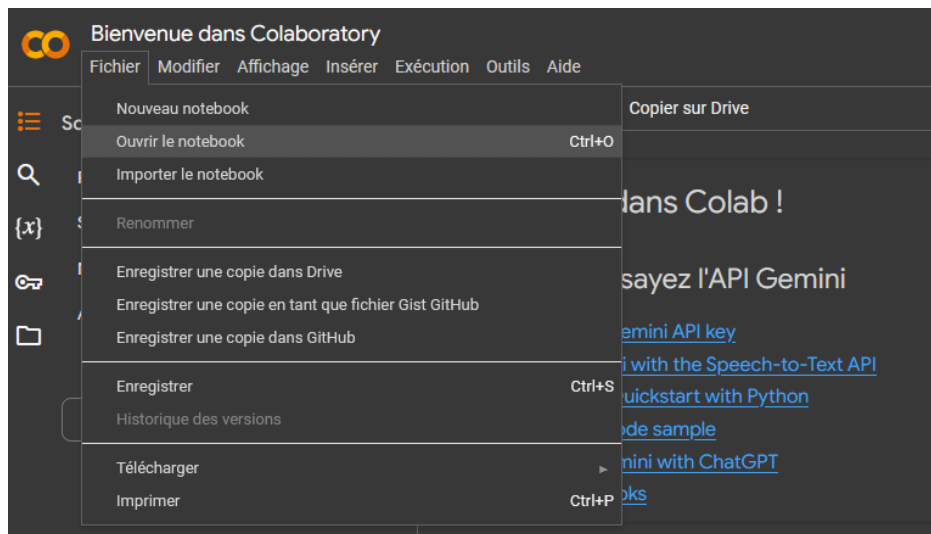 Bienvenue dans Colaboratory
Fichier Modifier Affichage Insérer Exécution Outils Aide
Nouveau notebook
Copier sur Drive
Ouvrir le notebook Ctrl+O
Importer le notebook
dans Colab !
Renommer
Enregistrer une copie dans Drive
sayez l'API Gemini
Enregistrer une copie en tant que fichier Gist GitHub
Enregistrer une copie dans GitHub
emini API key
i with the Speech-to-Text API
Enregistrer Ctrl+S
uickstart with Python
Historique des versions
ode sample
Télécharger
mini with ChatGPT
Imprimer Ctrl+P
oks
{x}